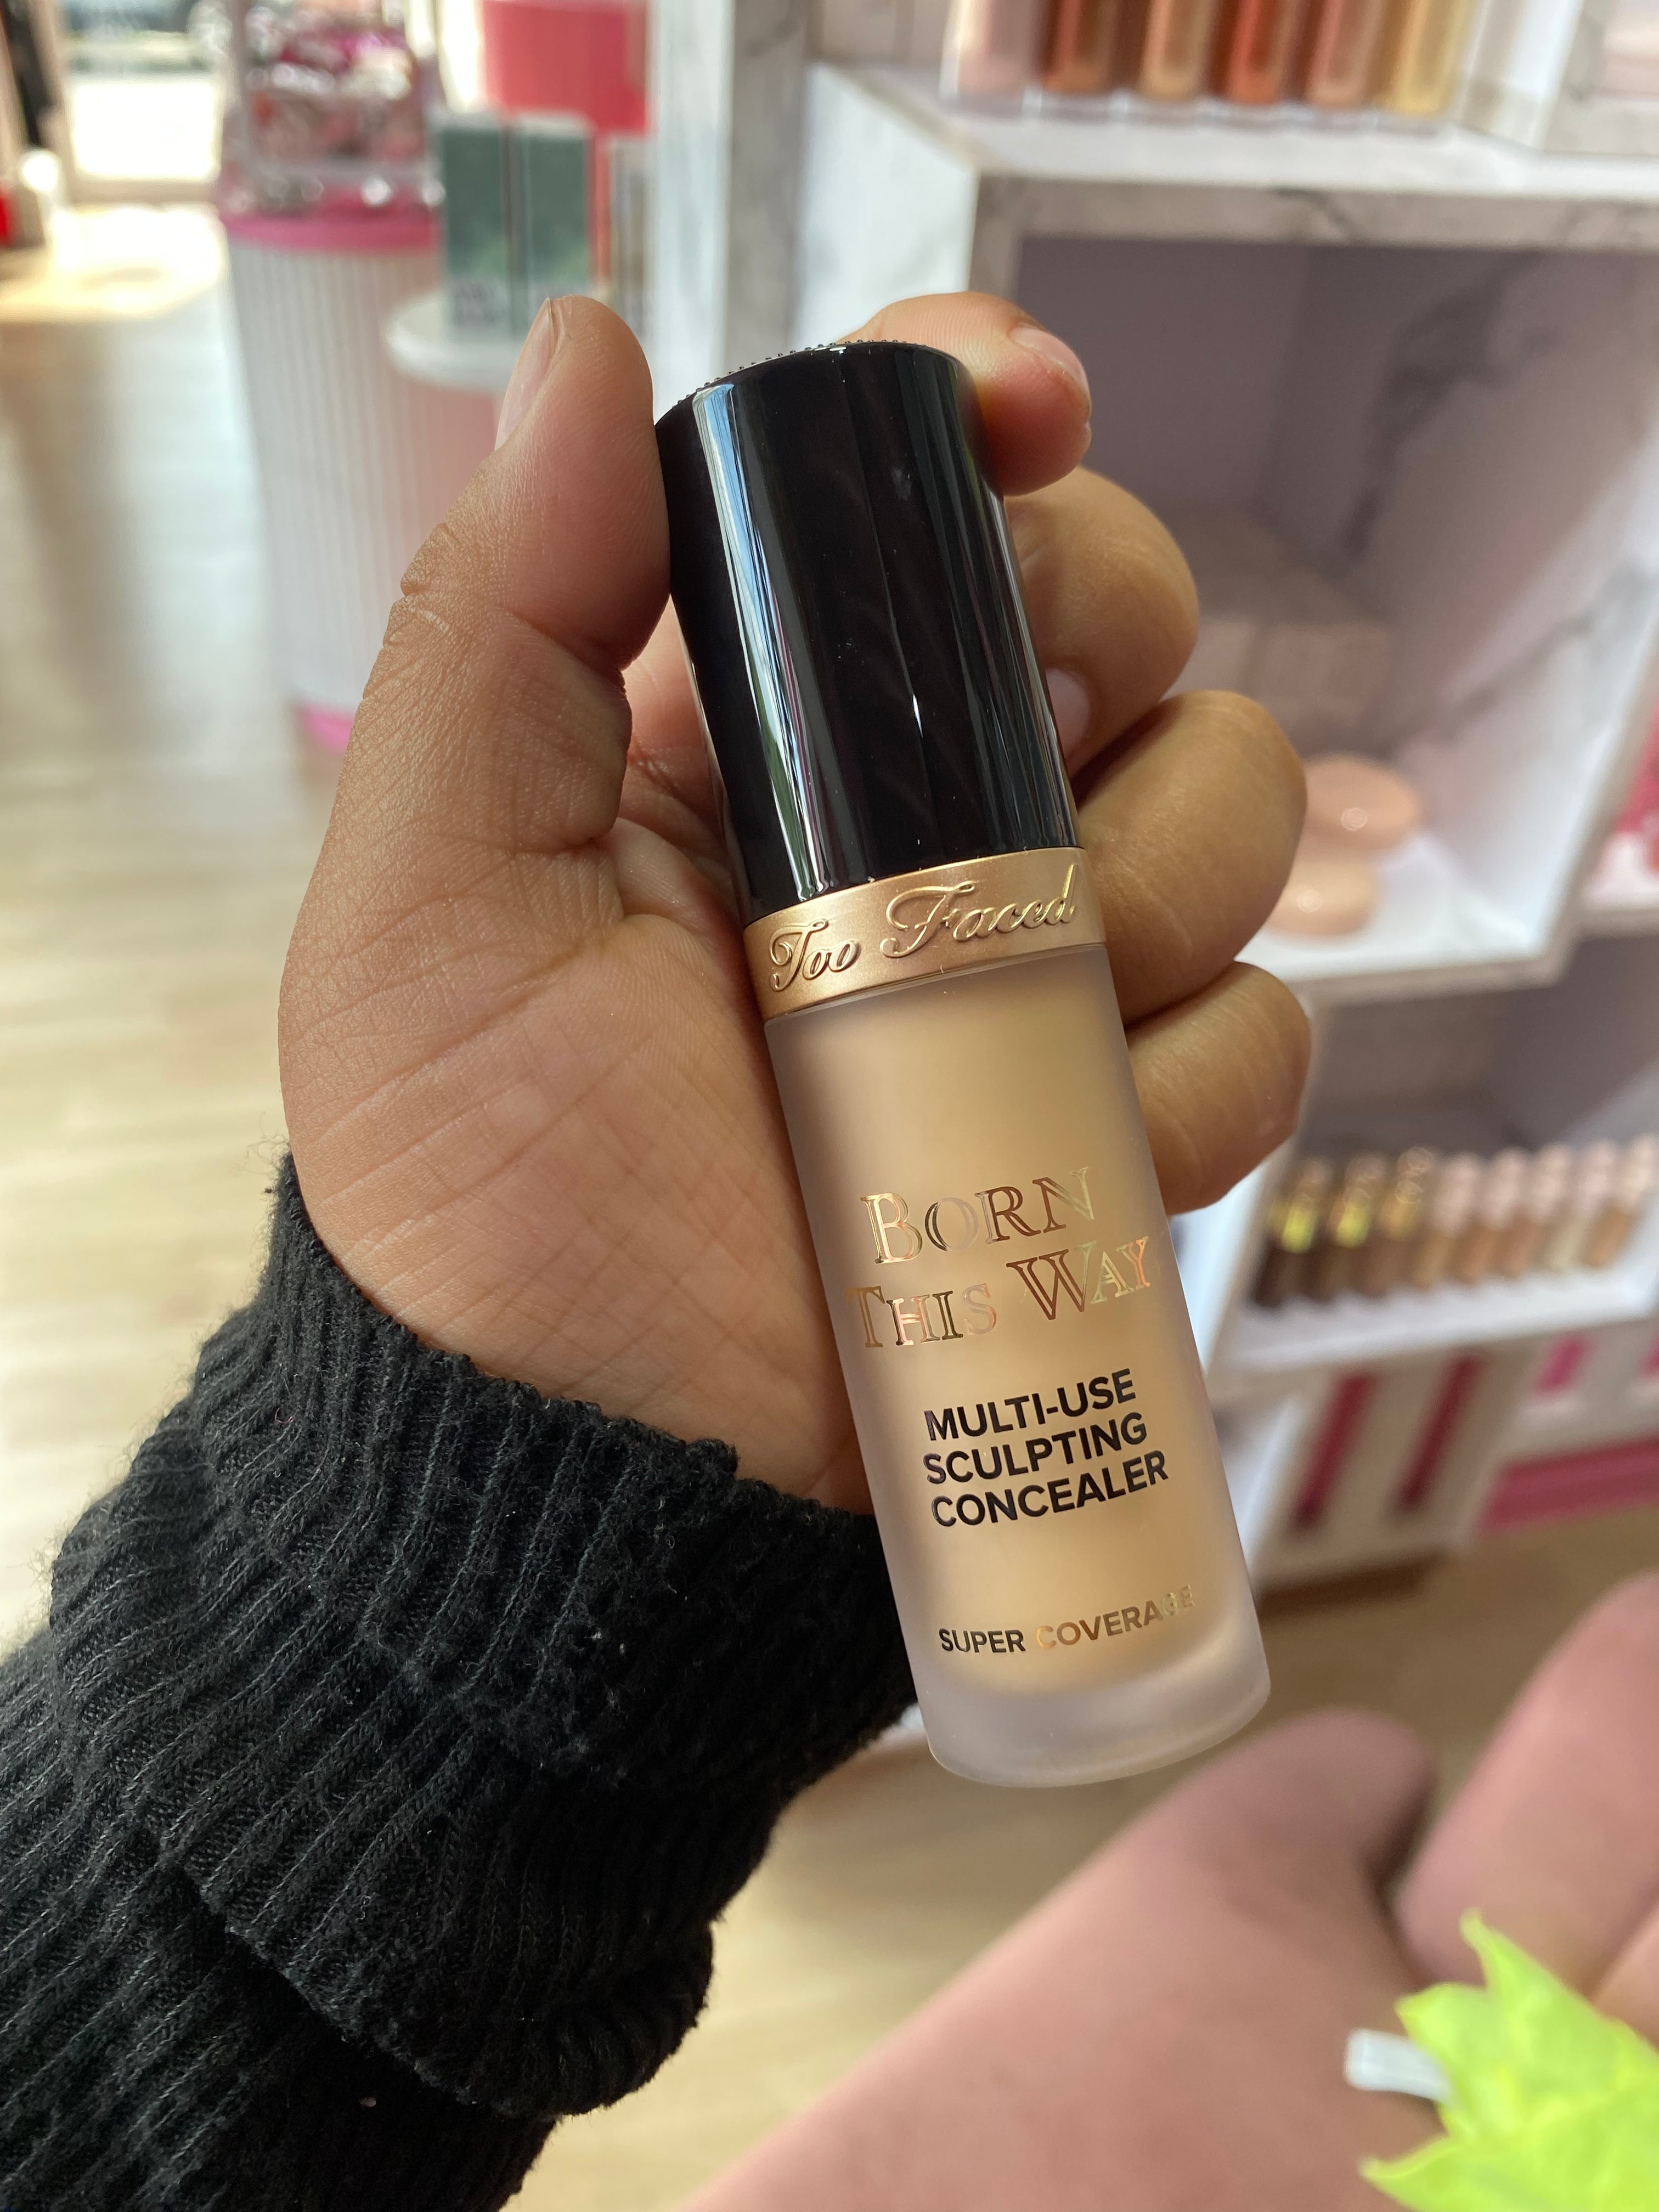 Too Faced
BORN
THIS WAY
MULTI-USE
SCULPTING
CONCEALER
SUPER COVERAGE